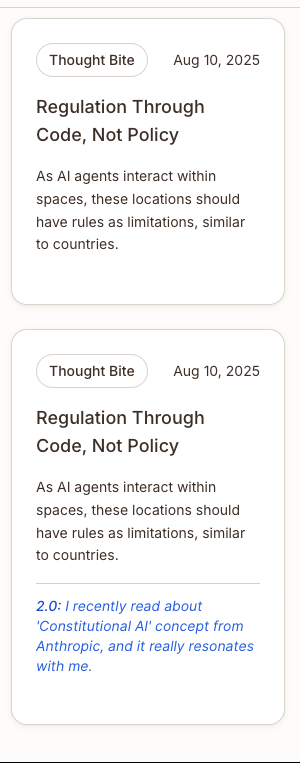 Thought Bite
Aug 10, 2025
Regulation Through
Code, Not Policy
As AI agents interact within
spaces, these locations should
have rules as limitations, similar
to countries.
Thought Bite
Aug 10, 2025
Regulation Through
Code, Not Policy
As AI agents interact within
spaces, these locations should
have rules as limitations, similar
to countries.
2.0: I recently read about
'Constitutional AI' concept from
Anthropic, and it really resonates
with me.